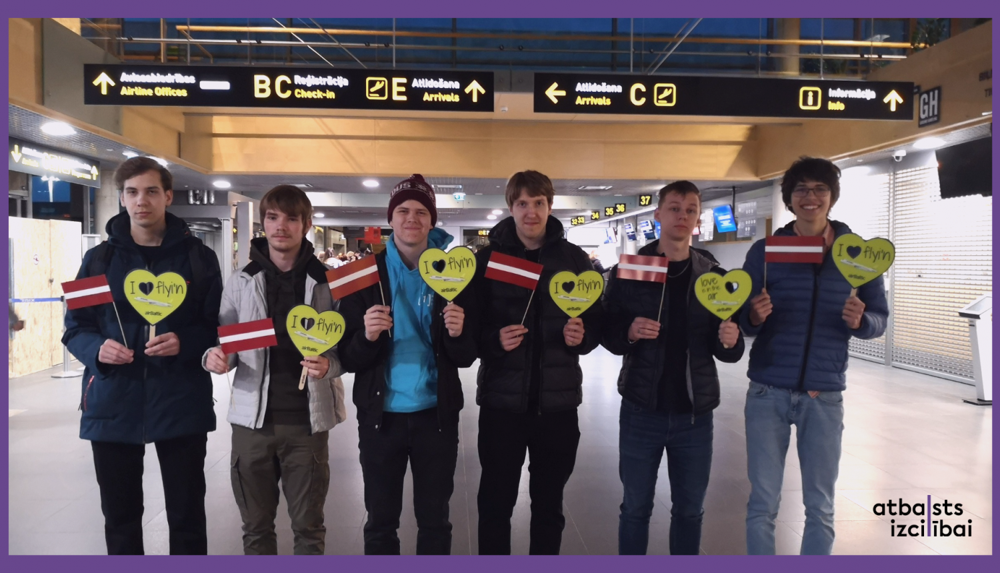 Aviosabiedrības
Airline Offices
BC
Reģistrācija
Check-in
E
Atlidošana
Arrivals
Atlidošana
Arrivals
C
Informācija
Info
GH
32 33
34
35 36
37
I flyi'n
airBaltic
I flyi'n
airBaltic
I flyi'n
airBaltic
I flyi'n
airBaltic
love
is in the
air
airBaltic
I flyi'n
airBaltic
atbalsts
izcilībai